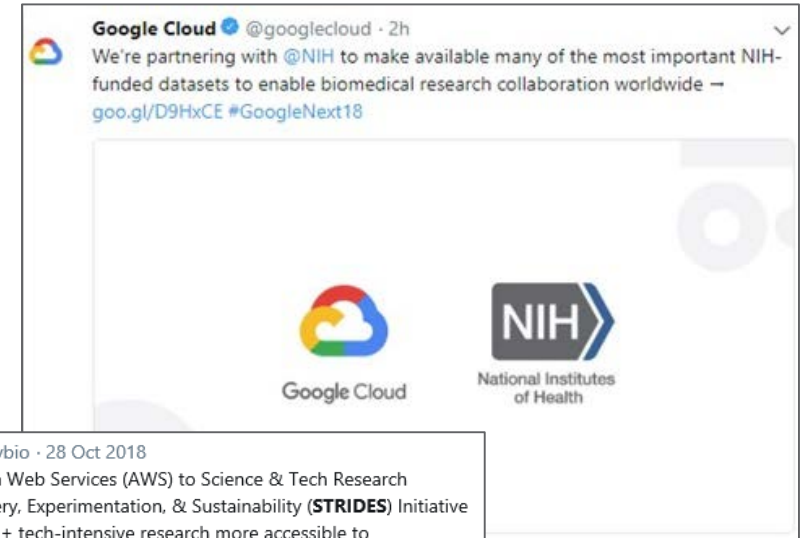 Google Cloud @googlecloud · 2h
We're partnering with @NIH to make available many of the most important NIH-
funded datasets to enable biomedical research collaboration worldwide →
goo.gl/D9HxCE #GoogleNext18
Google Cloud
NIH
National Institutes
of Health
· 28 Oct 2018
Web Services (AWS) to Science & Tech Research
Experimentation, & Sustainability (STRIDES) Initiative
+ tech-intensive research more accessible to